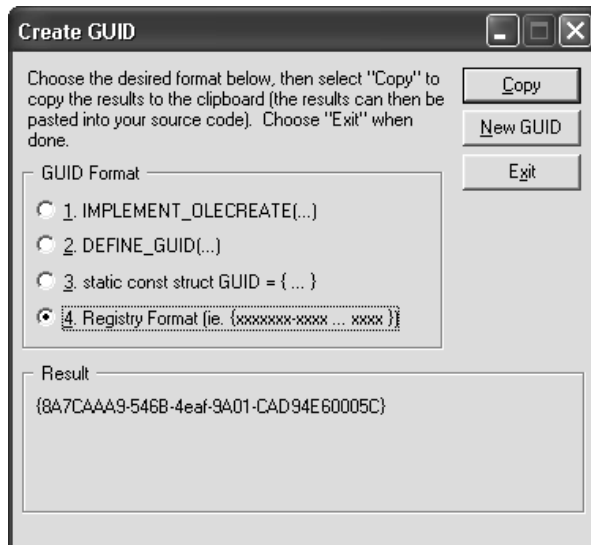 Create GUID
Choose the desired format below, then select "Copy" to
copy the results to the clipboard (the results can then be
pasted into your source code). Choose "Exit" when
done.
Copy
New GUID
Exit
GUID Format
1. IMPLEMENT_OLECREATE(...)
2. DEFINE_GUID(...)
3. static const struct GUID = { ... }
4. Registry Format (ie. {xxxxxxx-xxxx ... xxxx })
Result
{8A7CAAA9-546B-4eaf-9A01-CAD94E60005C}